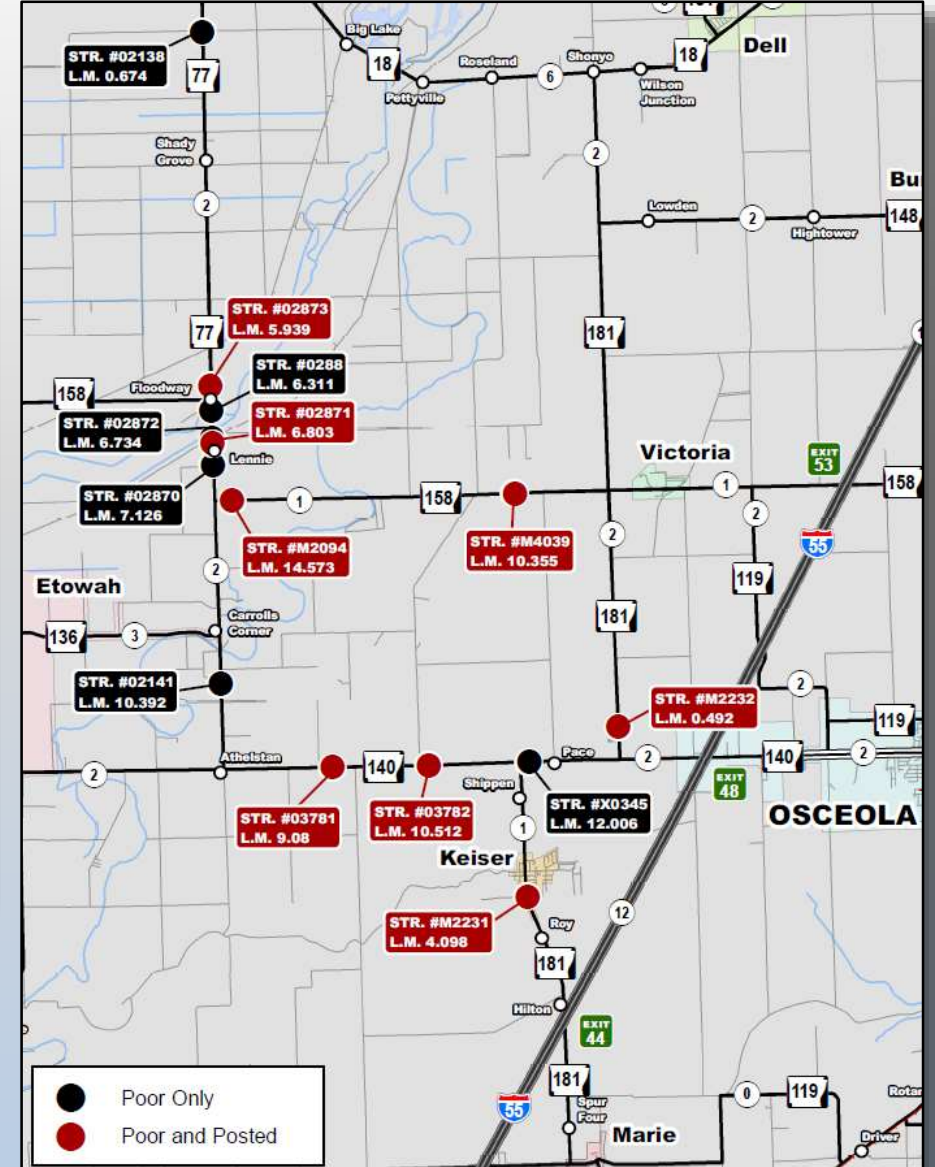 Big Lake
Dell
STR. #02138
L.M. 0.674
77
18
Roseland
6
Shonyo
18
Wilson
Junction
Pettyville
Shady
Grove
2
2
Lowden
2
Hightower
148
STR. #02873
L.M. 5.939
77
181
STR. #0288
L.M. 6.311
158
Floodway
STR. #02872
L.M. 6.734
STR. #02871
L.M. 6.803
Lennie
Victoria
EXIT
53
STR. #02870
L.M. 7.126
1
158
1
158
STR. #M2094
L.M. 14.573
STR. #M4039
L.M. 10.355
2
2
55
Etowah
2
119
136
3
Carrolls
Corner
181
STR. #02141
L.M. 10.392
STR. #M2232
L.M. 0.492
2
119
2
Athelstan
140
Shippen
Pace
2
140
2
EXIT
48
STR. #03781
L.M. 9.08
STR. #03782
L.M. 10.512
STR. #X0345
L.M. 12.006
OSCEOLA
1
Keiser
STR. #M2231
L.M. 4.098
12
Roy
181
Hilton
EXIT
44
181
55
Spur
Four
0
119
Marie
Driver
Poor Only
Poor and Posted